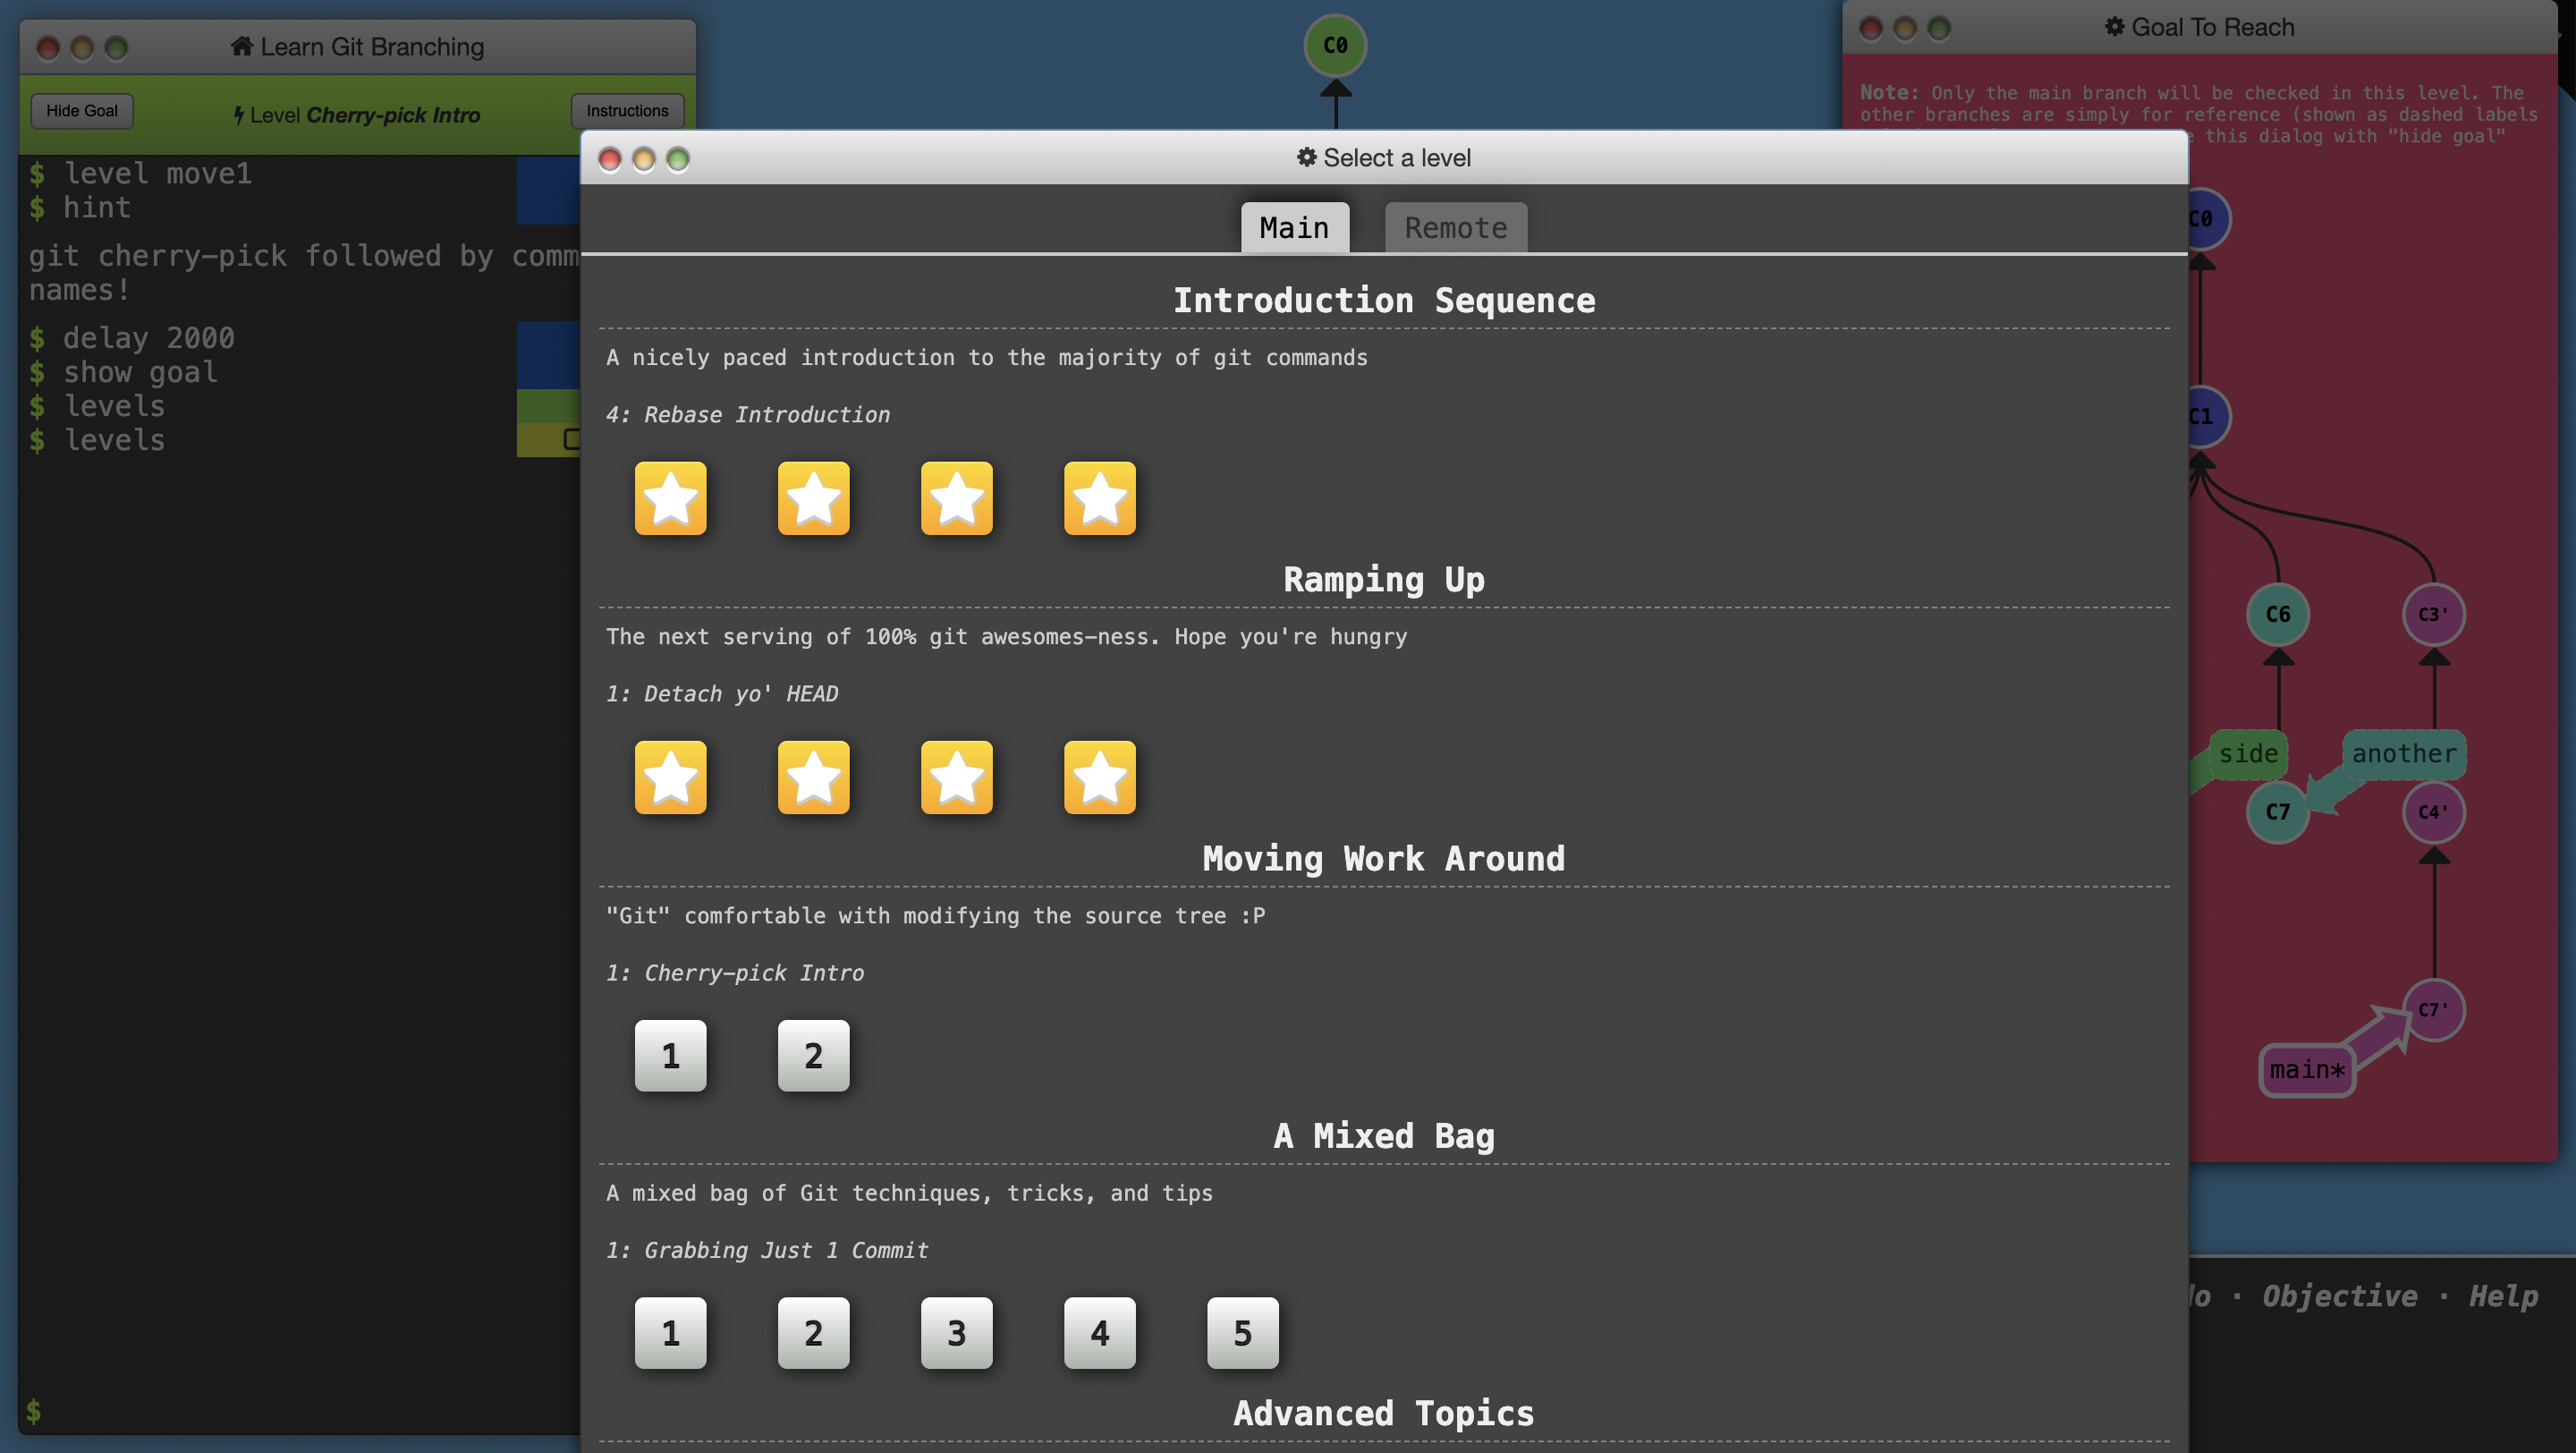 Learn Git Branching
Hide Goal
Level Cherry-pick Intro
Instructions
$ level move1
$ hint
git cherry-pick followed by comm
names!
$ delay 2000
$ show goal
$ levels
$ levels
$
C0
Select a level
Main
Remote
Introduction Sequence
A nicely paced introduction to the majority of git commands
4: Rebase Introduction
Ramping Up
The next serving of 100% git awesomes-ness. Hope you're hungry
1: Detach yo' HEAD
Moving Work Around
"Git" comfortable with modifying the source tree :P
1: Cherry-pick Intro
1 2
A Mixed Bag
A mixed bag of Git techniques, tricks, and tips
1: Grabbing Just 1 Commit
1 2 3 4 5
Advanced Topics
Goal To Reach
Note: Only the main branch will be checked in this level. The
other branches are simply for reference (shown as dashed labels
this dialog with "hide goal"
C0
C1
C6 C3'
side another
C7 C4'
C7'
main*
· Objective · Help